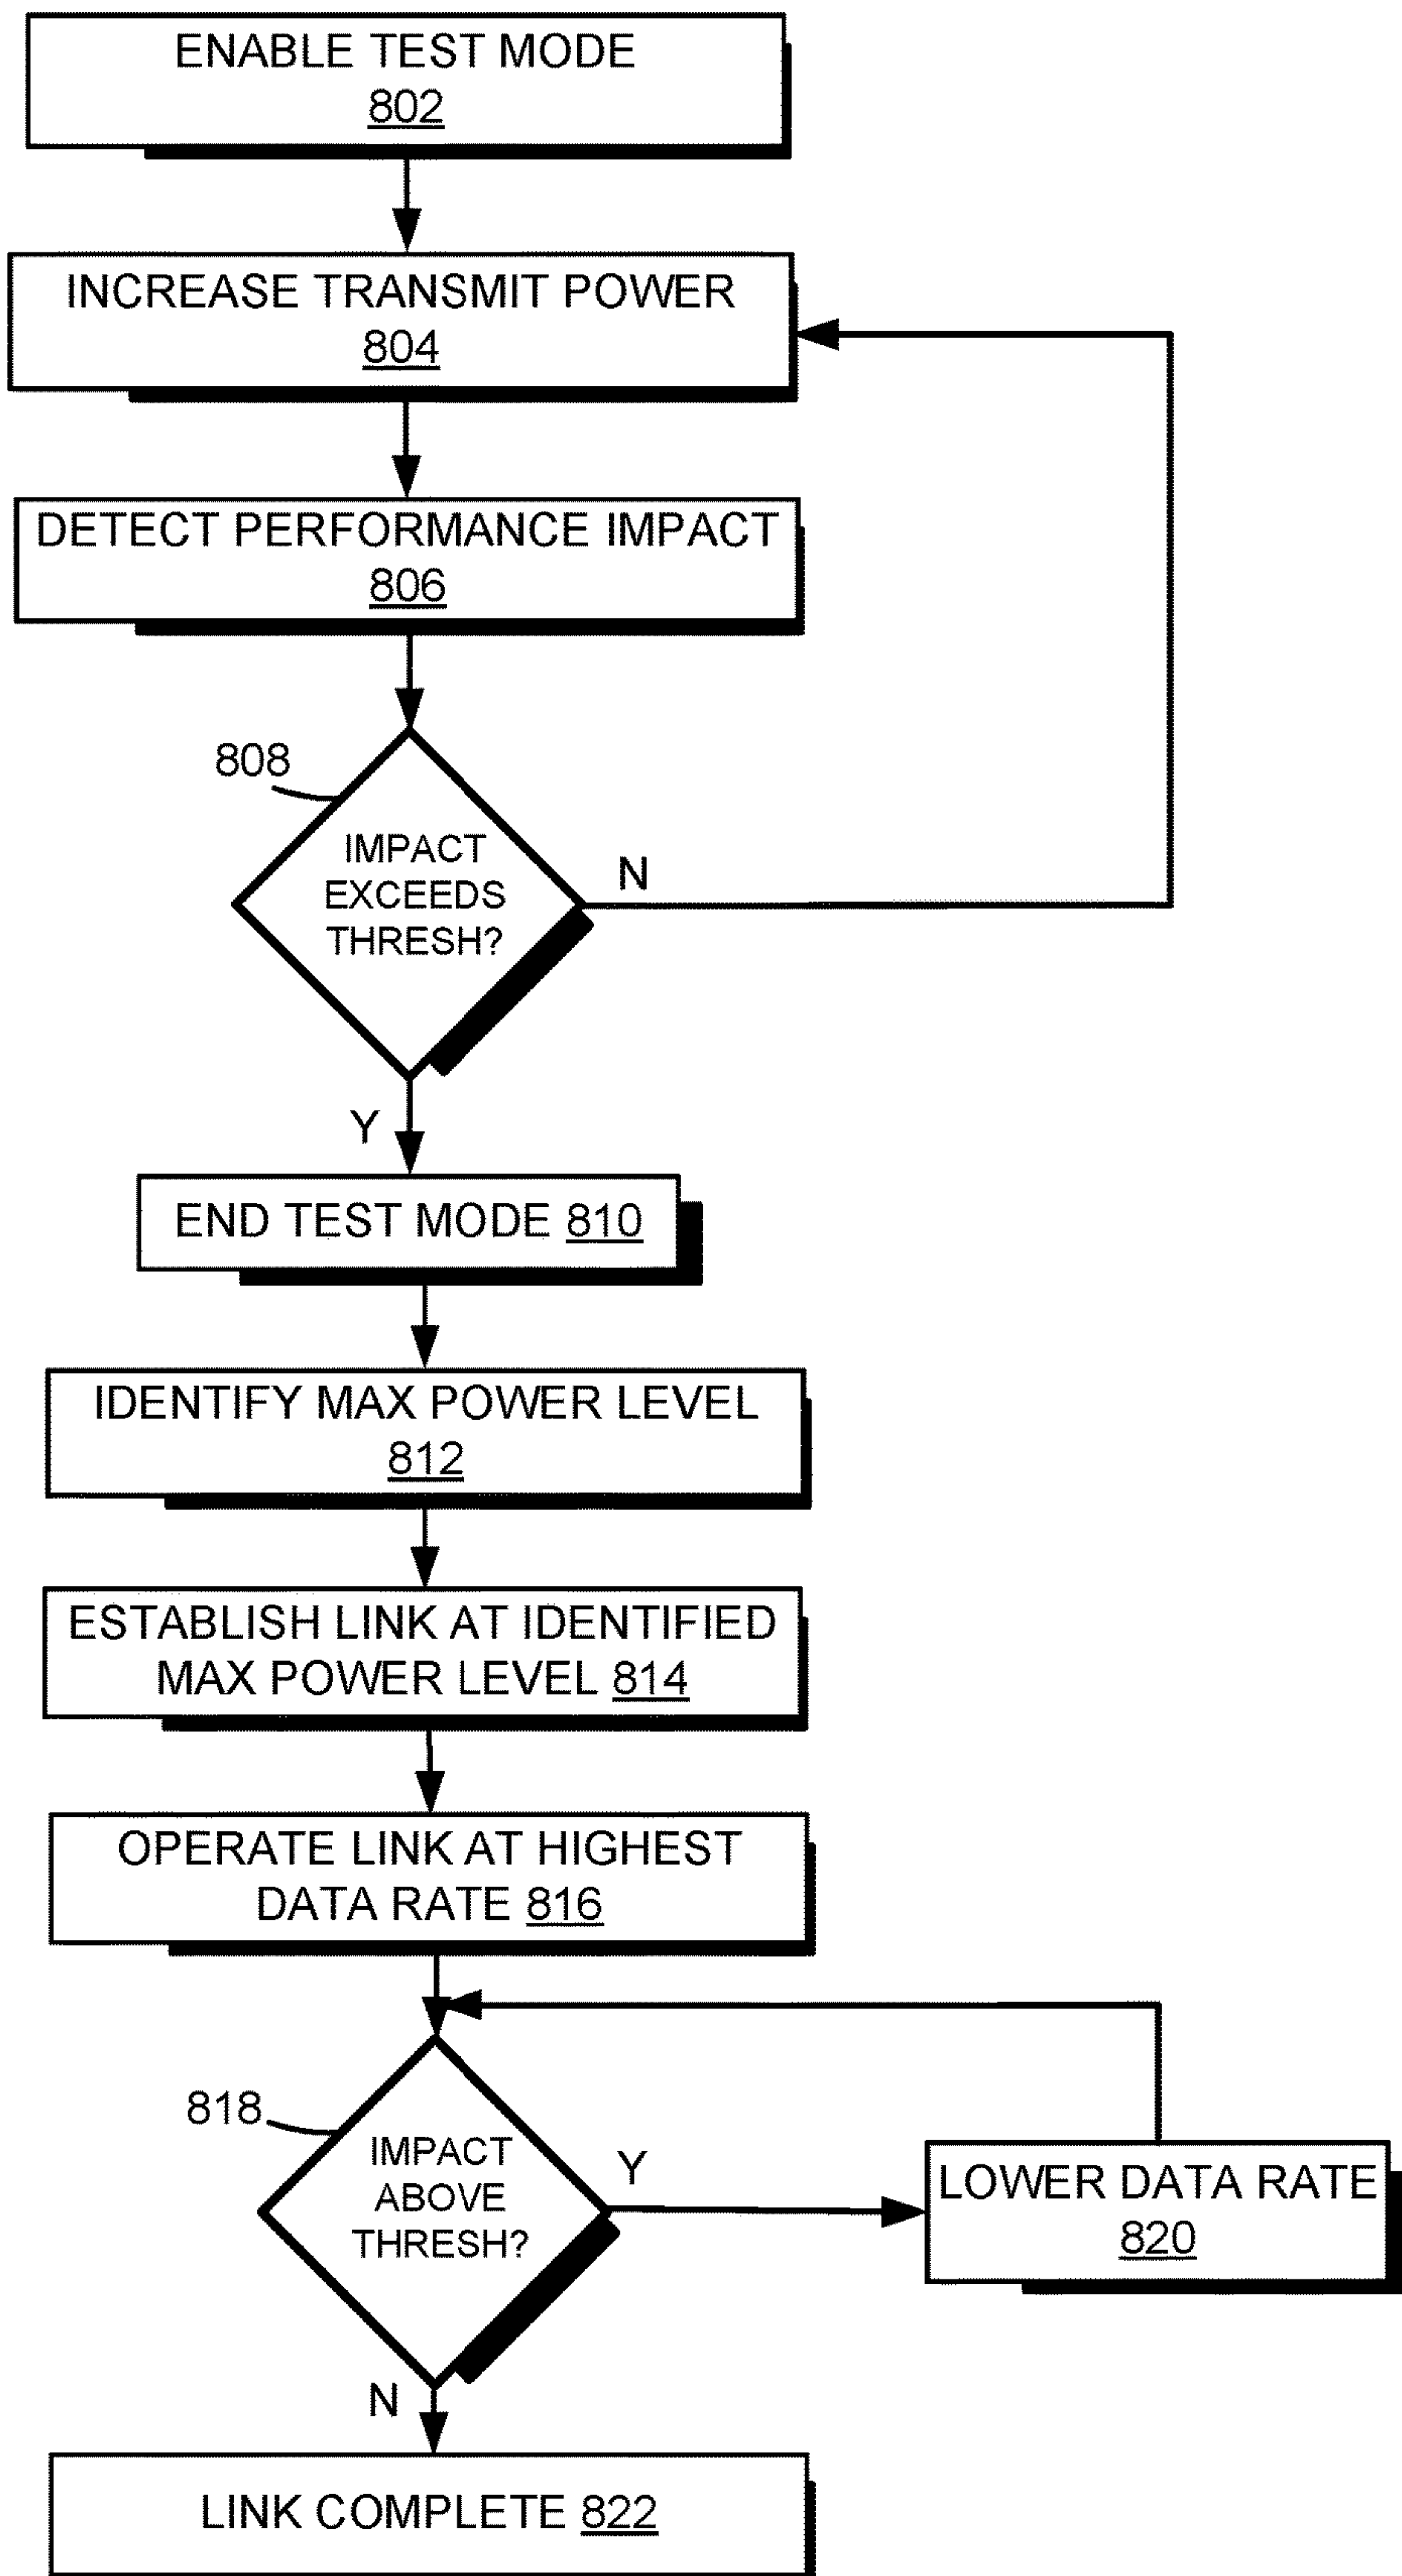 ENABLE TEST MODE
802
INCREASE TRANSMIT POWER
804
DETECT PERFORMANCE IMPACT
806
808
IMPACT
EXCEEDS
THRESH?
N
Y
END TEST MODE 810
IDENTIFY MAX POWER LEVEL
812
ESTABLISH LINK AT IDENTIFIED
MAX POWER LEVEL 814
OPERATE LINK AT HIGHEST
DATA RATE 816
818
IMPACT
ABOVE
THRESH?
Y
LOWER DATA RATE
820
N
LINK COMPLETE 822